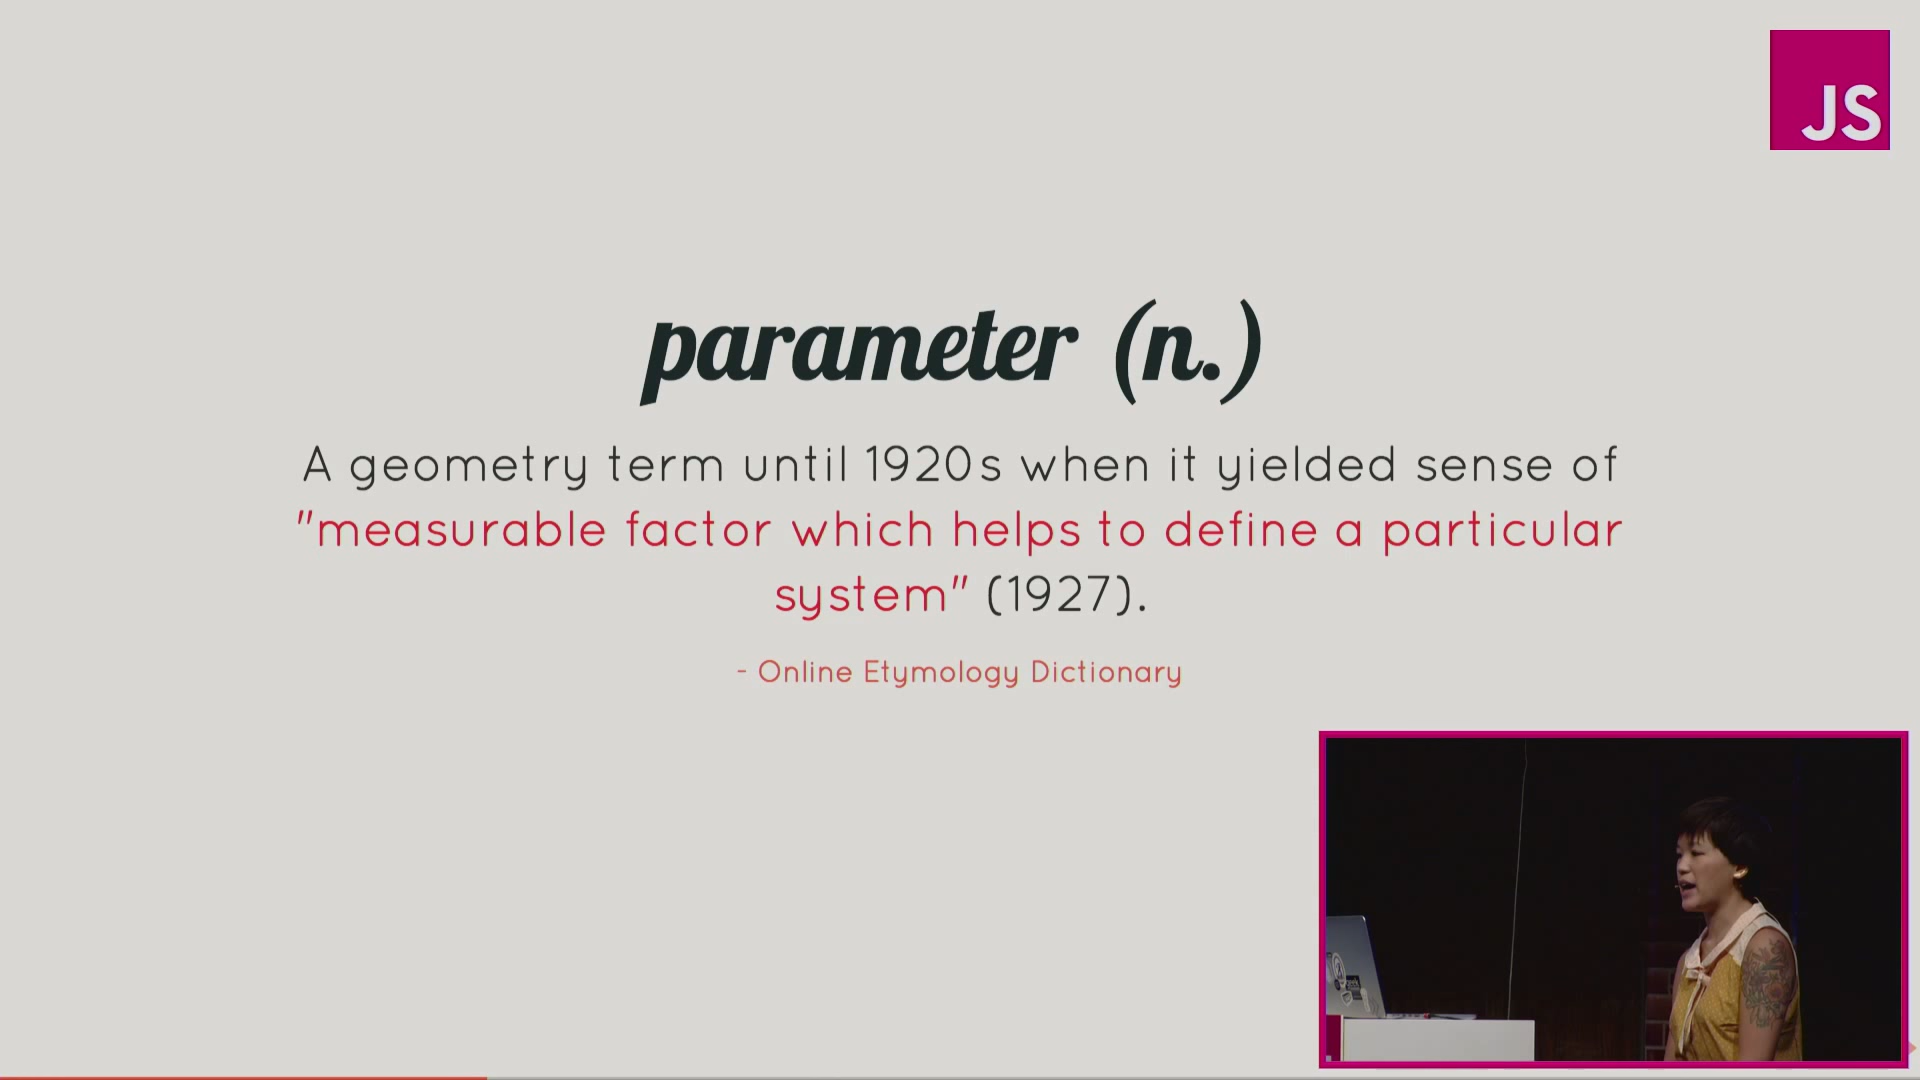 JS
parameter (n.)
A geometry term until 1920s when it yielded sense of
"measurable factor which helps to define a particular
system" (1927).
- Online Etymology Dictionary